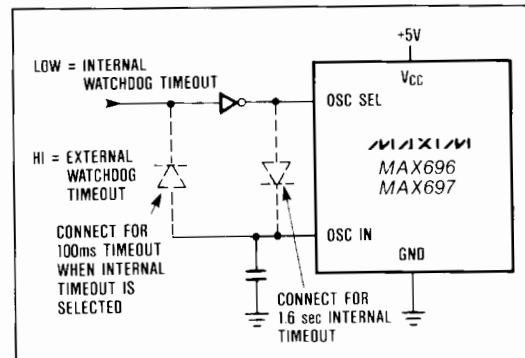 +5V
LOW = INTERNAL
WATCHDOG TIMEOUT
VCC
OSC SEL
MAXIM
MAX696
MAX697
HI = EXTERNAL
WATCHDOG
TIMEOUT
CONNECT FOR
100ms TIMEOUT
WHEN INTERNAL
TIMEOUT IS
SELECTED
OSC IN
GND
CONNECT FOR
1.6 sec INTERNAL
TIMEOUT